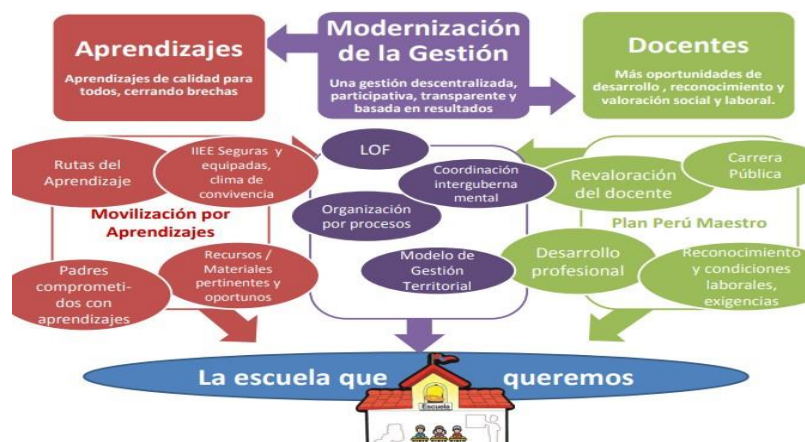 Aprendizajes
Aprendizajes de calidad para
todos, cerrando brechas
Modernización
de la Gestión
Una gestión descentralizada,
participativa, transparente y
basada en resultados
Docentes
Más oportunidades de
desarrollo , reconocimiento y
valoración social y laboral.
Rutas del
Aprendizaje
IIEE Seguras y
equipadas,
clima de
convivencia
Movilización por
Aprendizajes
Padres
comprometi-
dos con
aprendizajes
Recursos /
Materiales
pertinentes y
oportunos
LOF
Coordinación
interguberna
mental
Organización
por procesos
Modelo de
Gestión
Territorial
Revaloración
del docente
Carrera
Pública
Plan Perú Maestro
Desarrollo
profesional
Reconocimiento
y condiciones
laborales,
exigencias
La escuela que queremos
Escuela